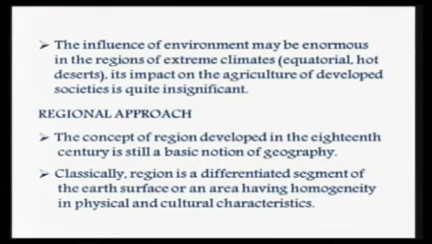 ➢ The influence of environment may be enormous
in the regions of extreme climates (equatorial, hot
deserts), its impact on the agriculture of developed
societies is quite insignificant.
REGIONAL APPROACH
➢ The concept of region developed in the eighteenth
century is still a basic notion of geography.
➢ Classically, region is a differentiated segment of
the earth surface or an area having homogeneity
in physical and cultural characteristics.